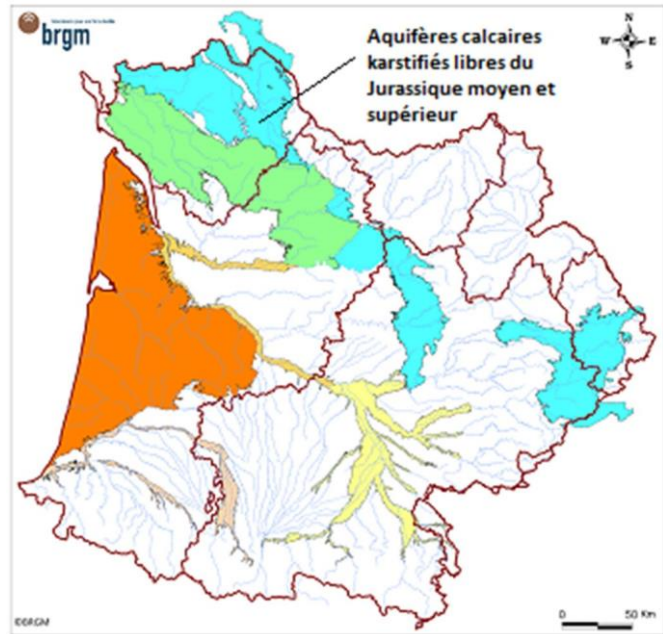 brgm
Aquifères calcaires
karstifiés libres du
Jurassique moyen et
supérieur
N
W E
S
©BRGM
0 50 Km